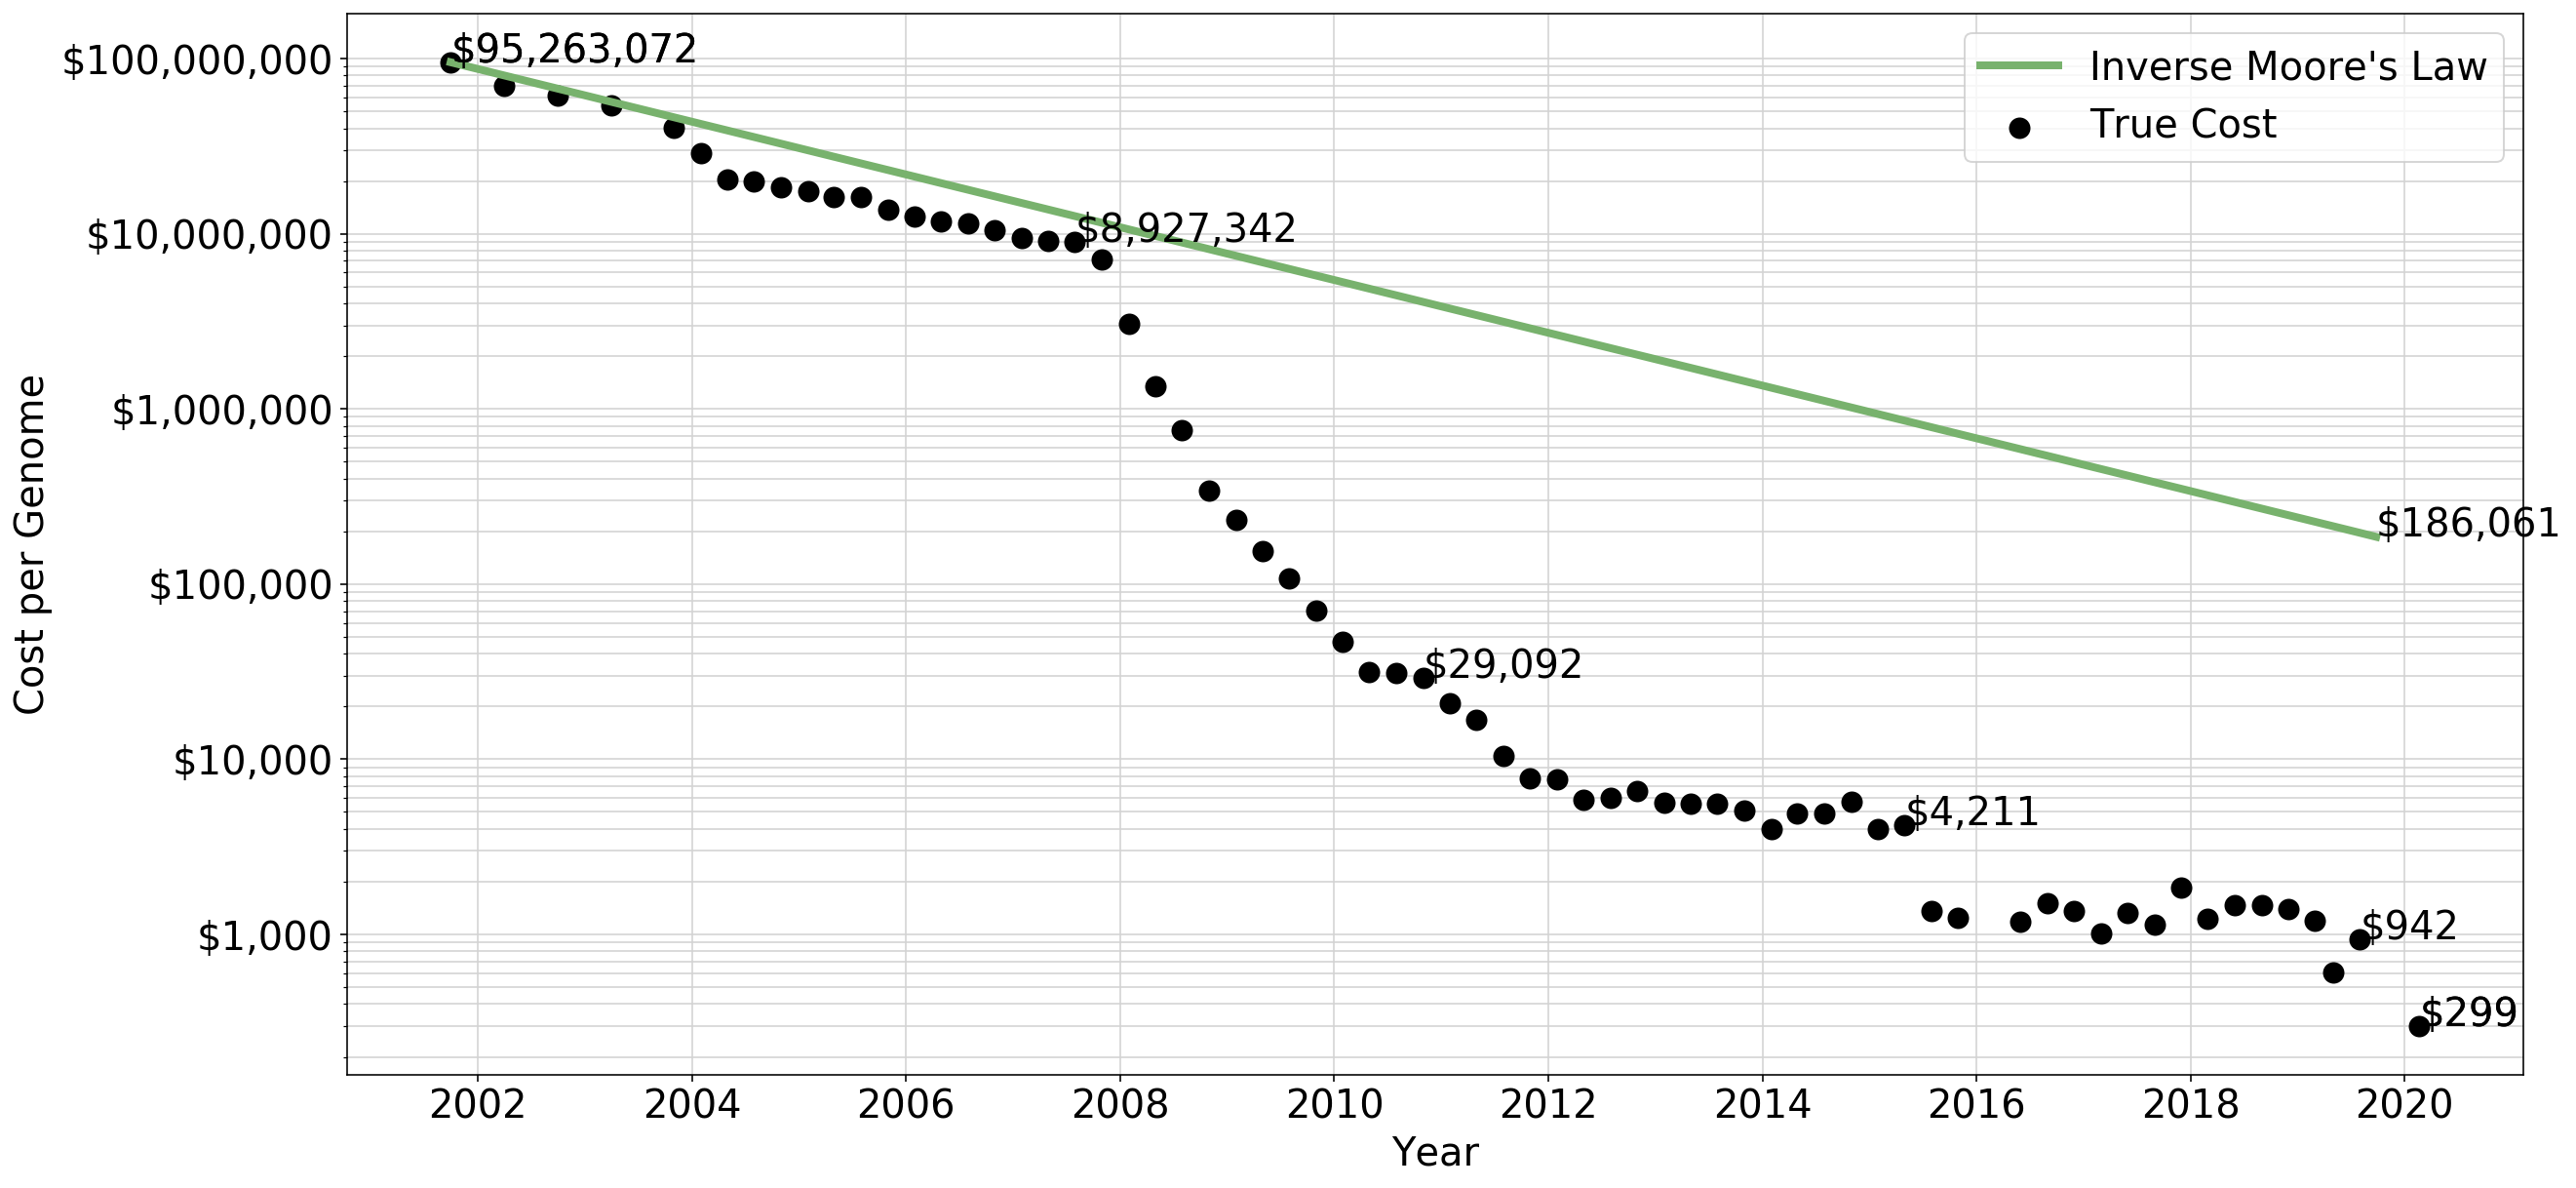 $100,000,000
$10,000,000
$1,000,000
$100,000
$10,000
$1,000
Cost per Genome
$95,263,072
$8,927,342
$29,092
$4,211
$942
$299
$186,061
Inverse Moore's Law
True Cost
2002 2004 2006 2008 2010 2012 2014 2016 2018 2020
Year